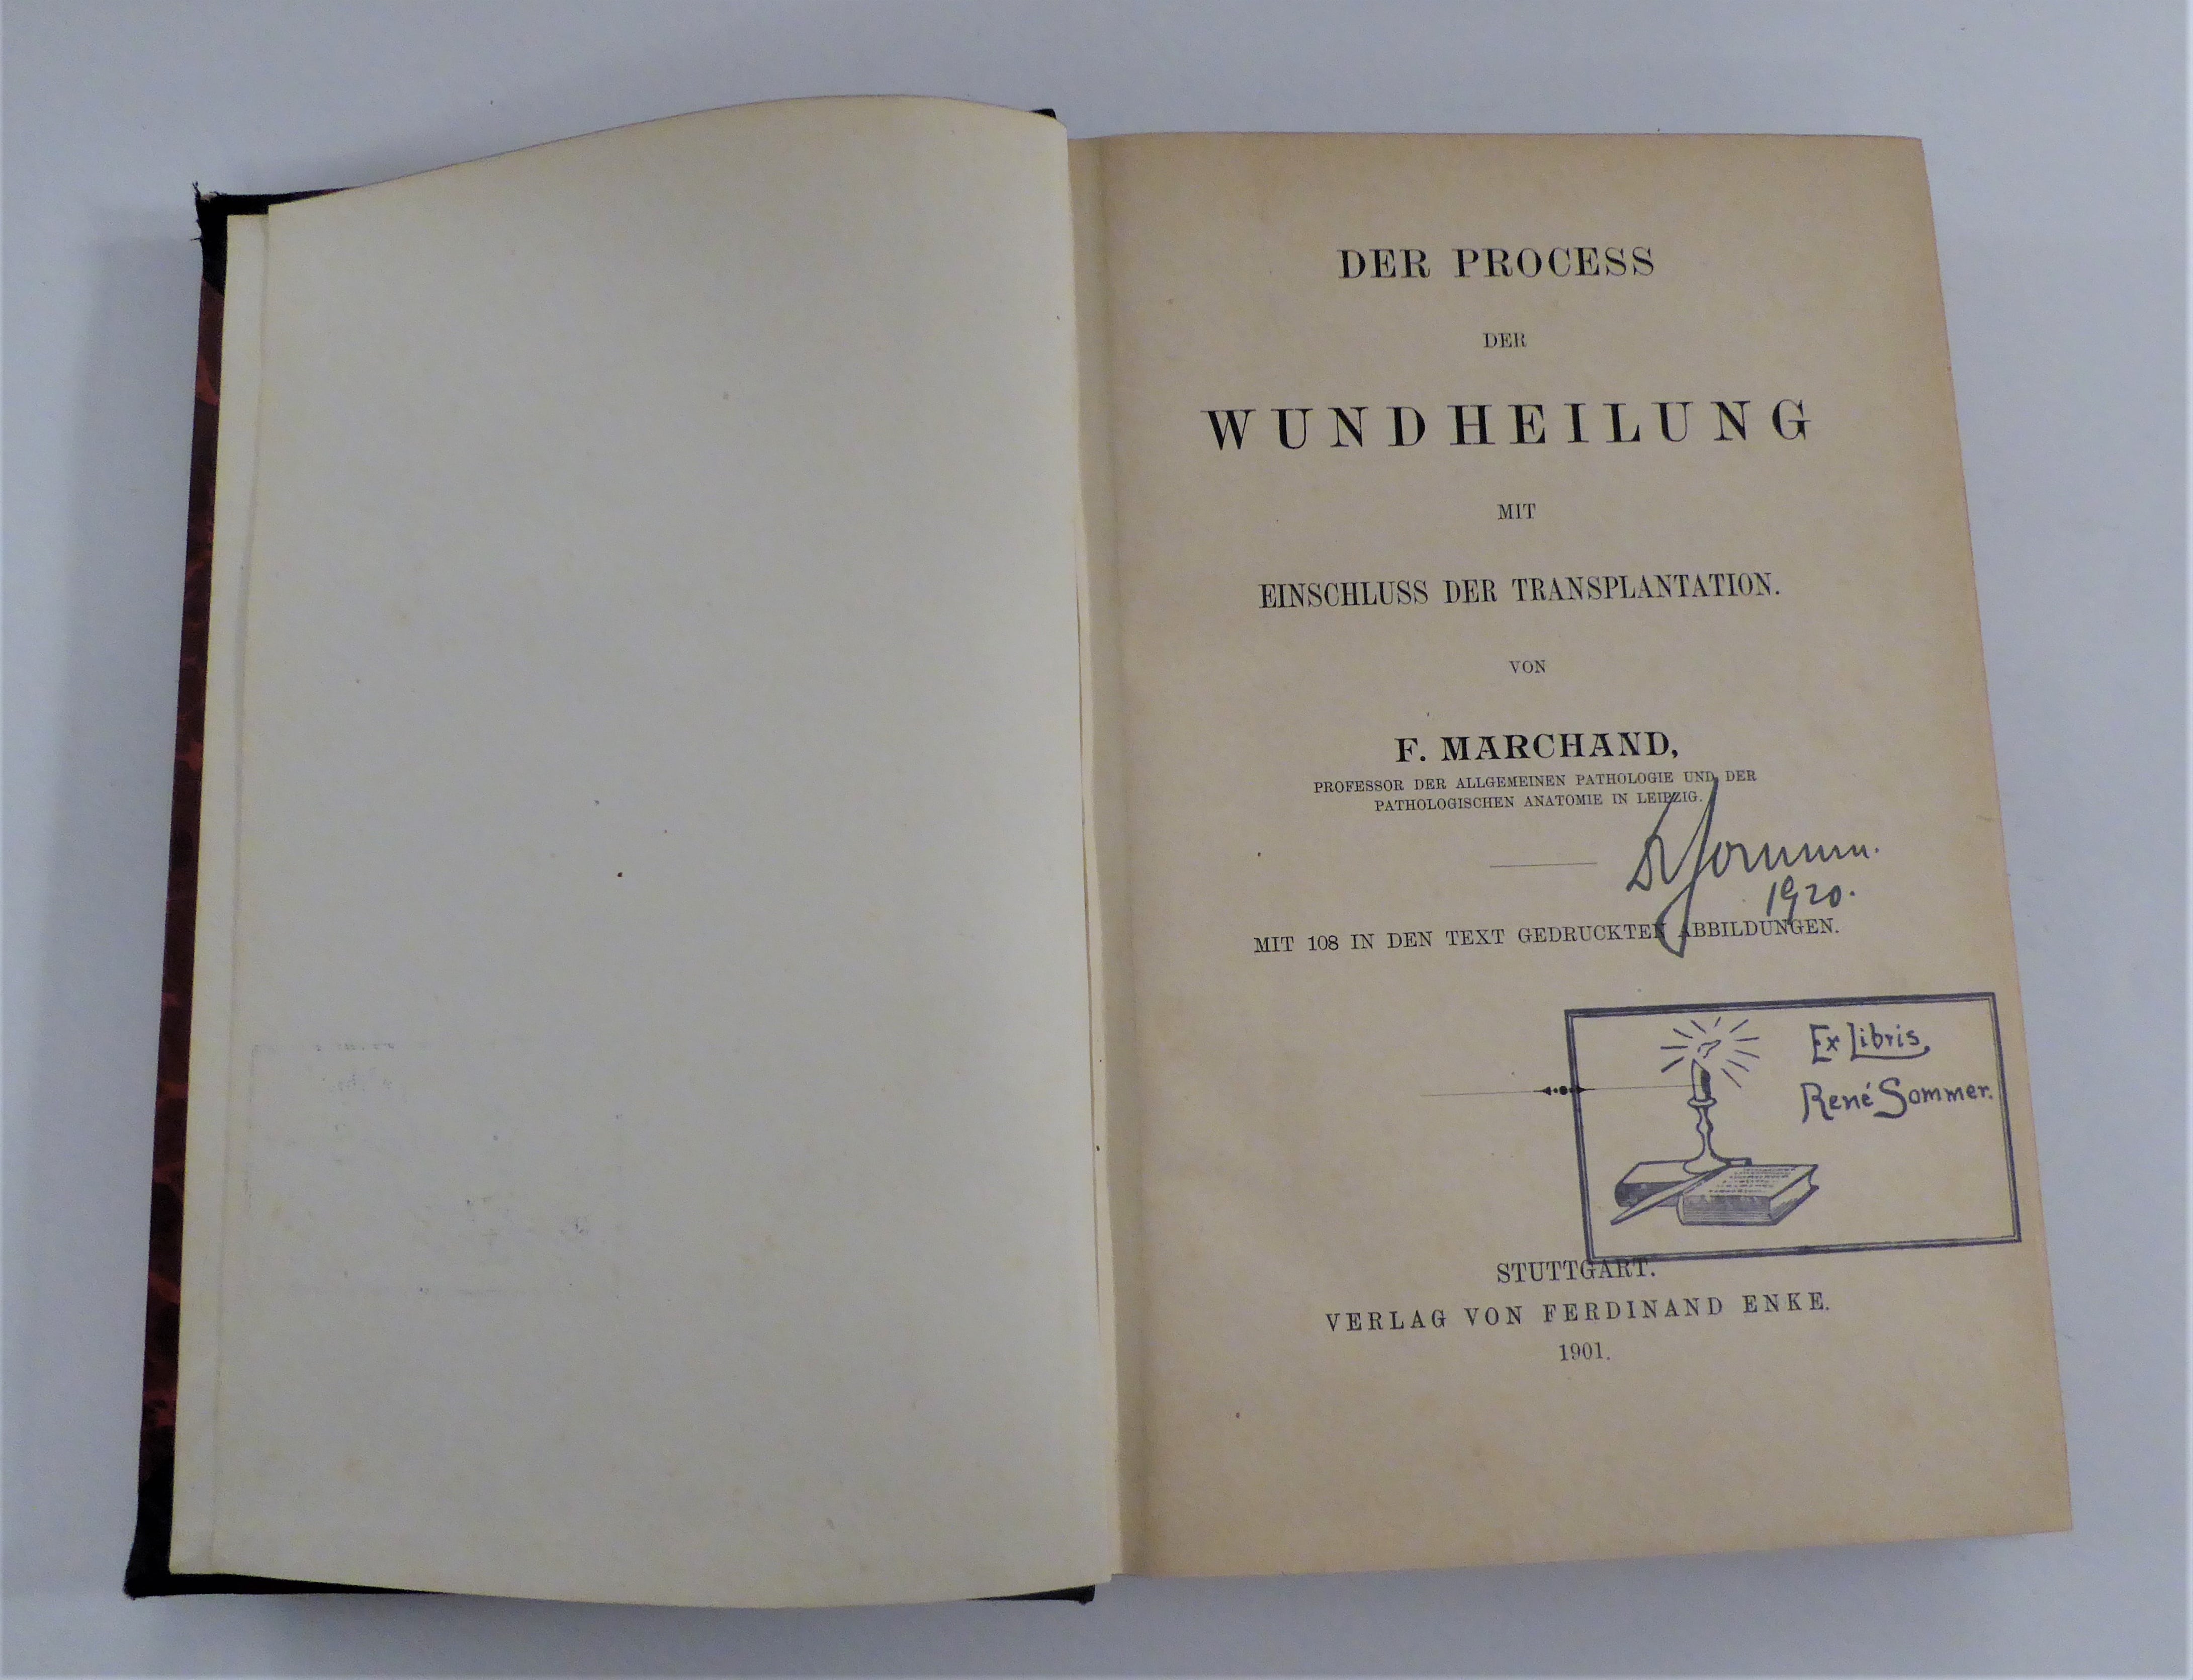 DER PROCESS
DER
WUNDHEILUNG
MIT
EINSCHLUSS DER TRANSPLANTATION.
VON
F. MARCHAND,
PROFESSOR DER ALLGEMEINEN PATHOLOGIE UND DER
PATHOLOGISCHEN ANATOMIE IN LEIPZIG.
1920.
MIT 108 IN DEN TEXT GEDRUCKTEN ABBILDUNGEN.
Ex Libris
René Sommer.
STUTTGART.
VERLAG VON FERDINAND ENKE.
1901.